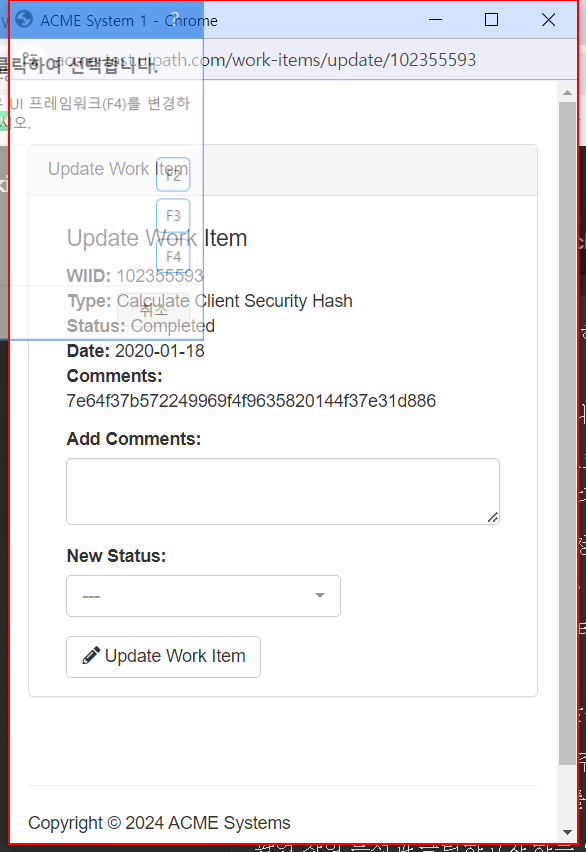 ACME System 1 - Chrome
?
acme-test.uipath.com/work-items/update/102355593
클릭하여 선택합니다.
UI 프레임워크(F4)를 변경하
시오.
Update Work Item
F2
F3
F4
취소
Update Work Item
WIID: 102355593
Type: Calculate Client Security Hash
Status: Completed
Date: 2020-01-18
Comments:
7e64f37b572249969f4f9635820144f37e31d886
Add Comments:
New Status:
---
Update Work Item
Copyright © 2024 ACME Systems